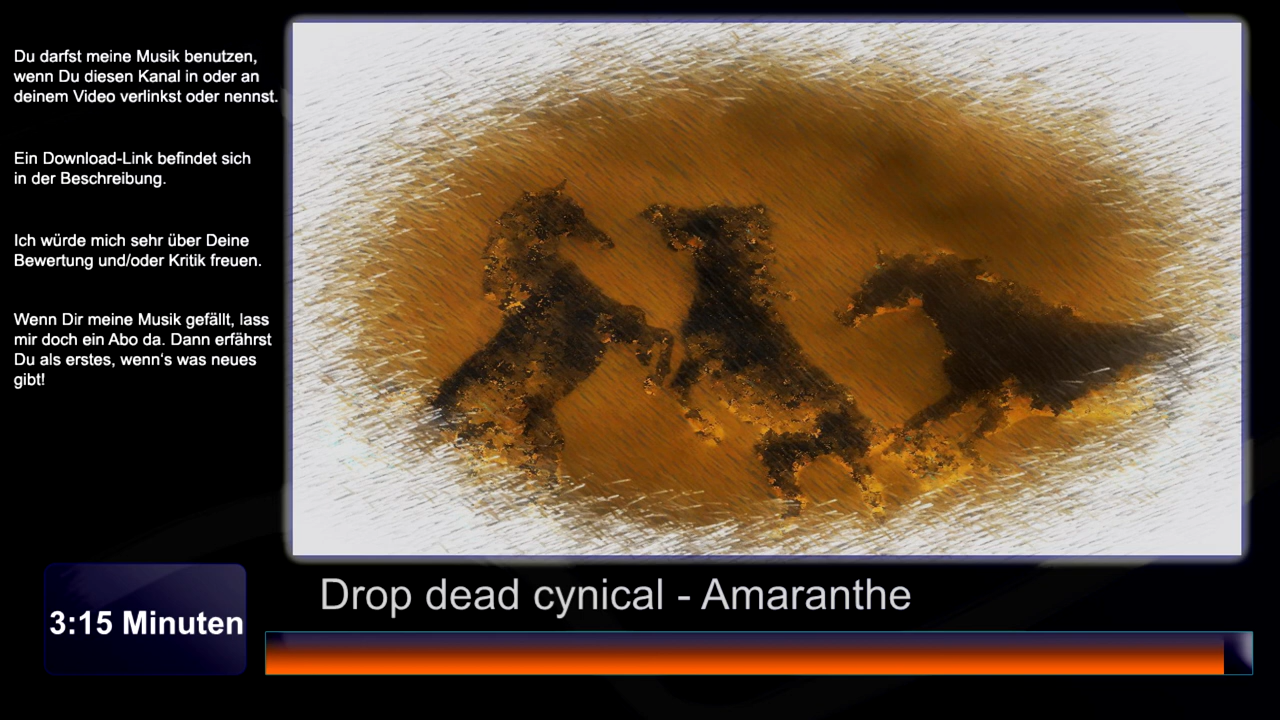 Du darfst meine Musik benutzen,
wenn Du diesen Kanal in oder an
deinem Video verlinkst oder nennst.
Ein Download-Link befindet sich
in der Beschreibung.
Ich würde mich sehr über Deine
Bewertung und/oder Kritik freuen.
Wenn Dir meine Musik gefällt, lass
mir doch ein Abo da. Dann erfährst
Du als erstes, wenn's was neues
gibt!
Drop dead cynical - Amaranthe
3:15 Minuten